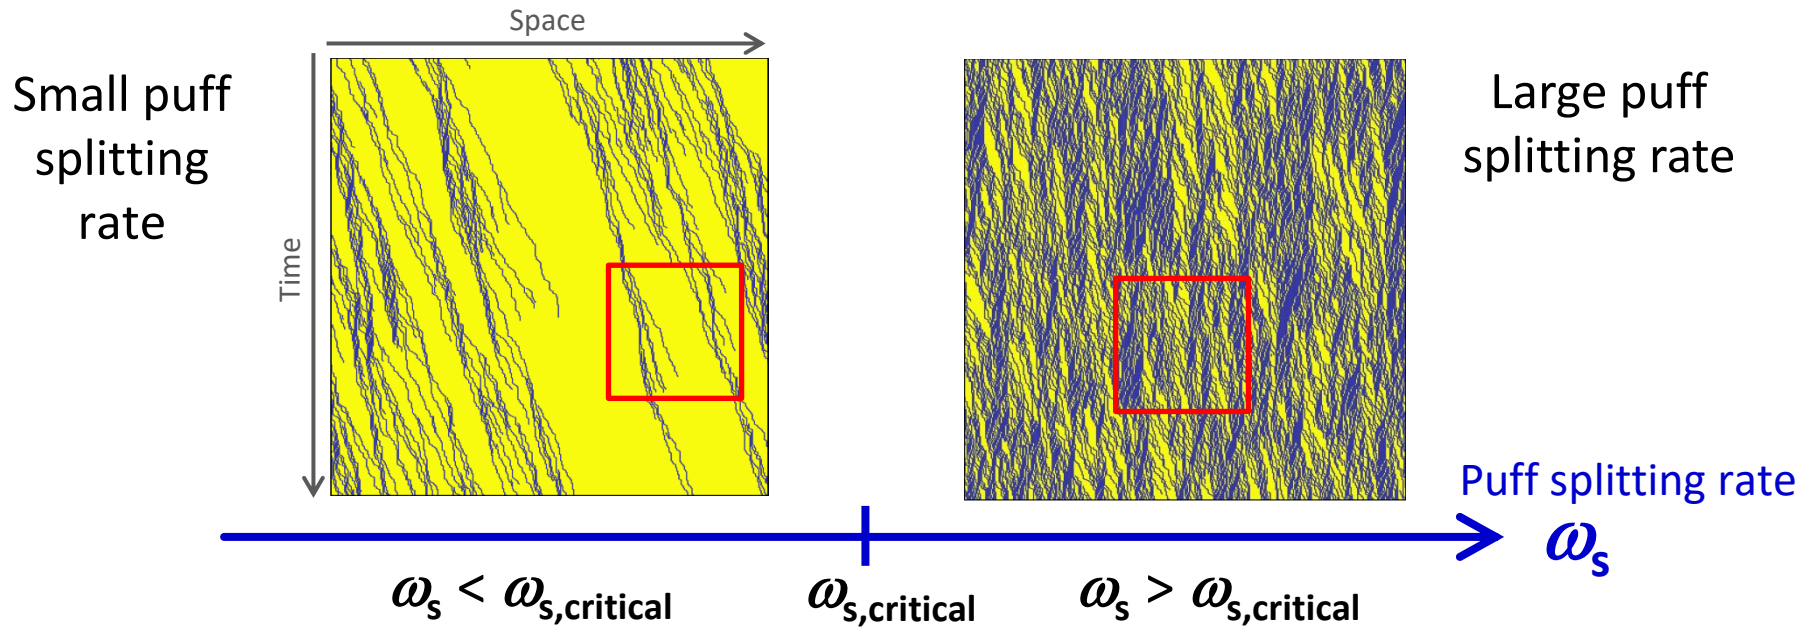 Space
Small puff
splitting
rate
Time
Large puff
splitting rate
Puff splitting rate
ωs
ωs < ωs,critical
ωs,critical
ωs > ωs,critical